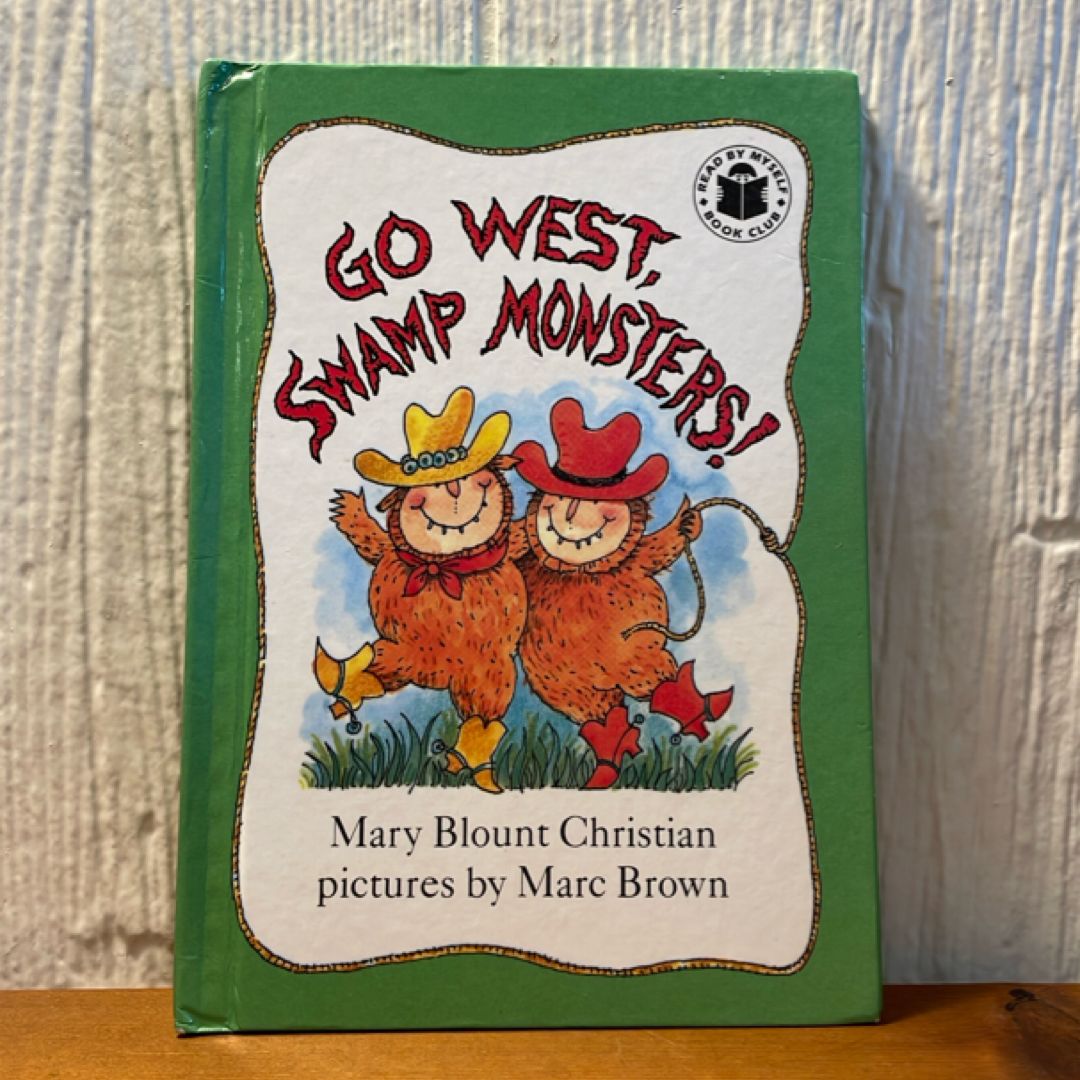 READ BY MYSELF
BOOK CLUB
GO WEST,
SWAMP MONSTERS!
Mary Blount Christian
pictures by Marc Brown